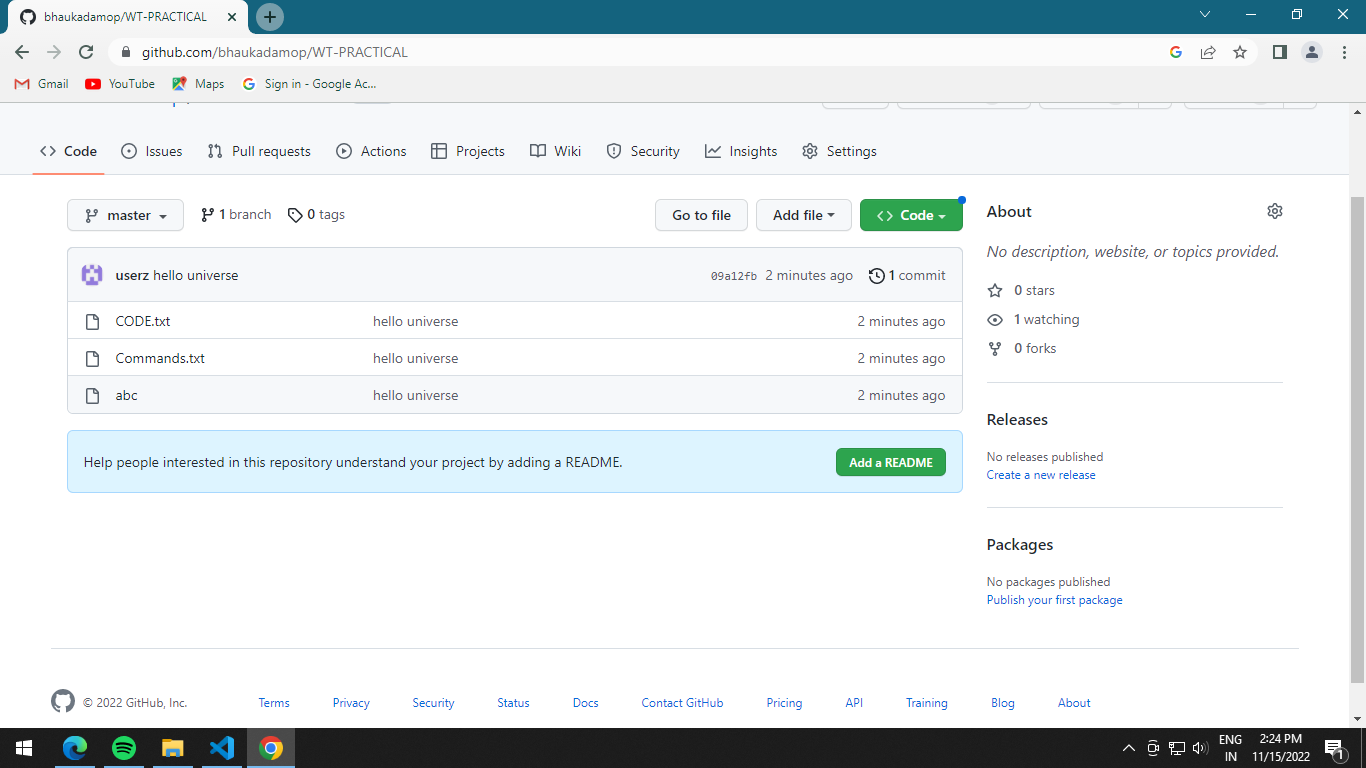 bhaukadamop/WT-PRACTICAL
github.com/bhaukadamop/WT-PRACTICAL
Gmail YouTube Maps Sign in - Google Ac...
Code Issues Pull requests Actions Projects Wiki Security Insights Settings
master 1 branch 0 tags Go to file Add file Code
userz hello universe 09a12fb 2 minutes ago 1 commit
CODE.txt hello universe 2 minutes ago
Commands.txt hello universe 2 minutes ago
abc hello universe 2 minutes ago
Help people interested in this repository understand your project by adding a README. Add a README
About
No description, website, or topics provided.
0 stars
1 watching
0 forks
Releases
No releases published
Create a new release
Packages
No packages published
Publish your first package
© 2022 GitHub, Inc. Terms Privacy Security Status Docs Contact GitHub Pricing API Training Blog About
ENG
IN
2:24 PM
11/15/2022
1